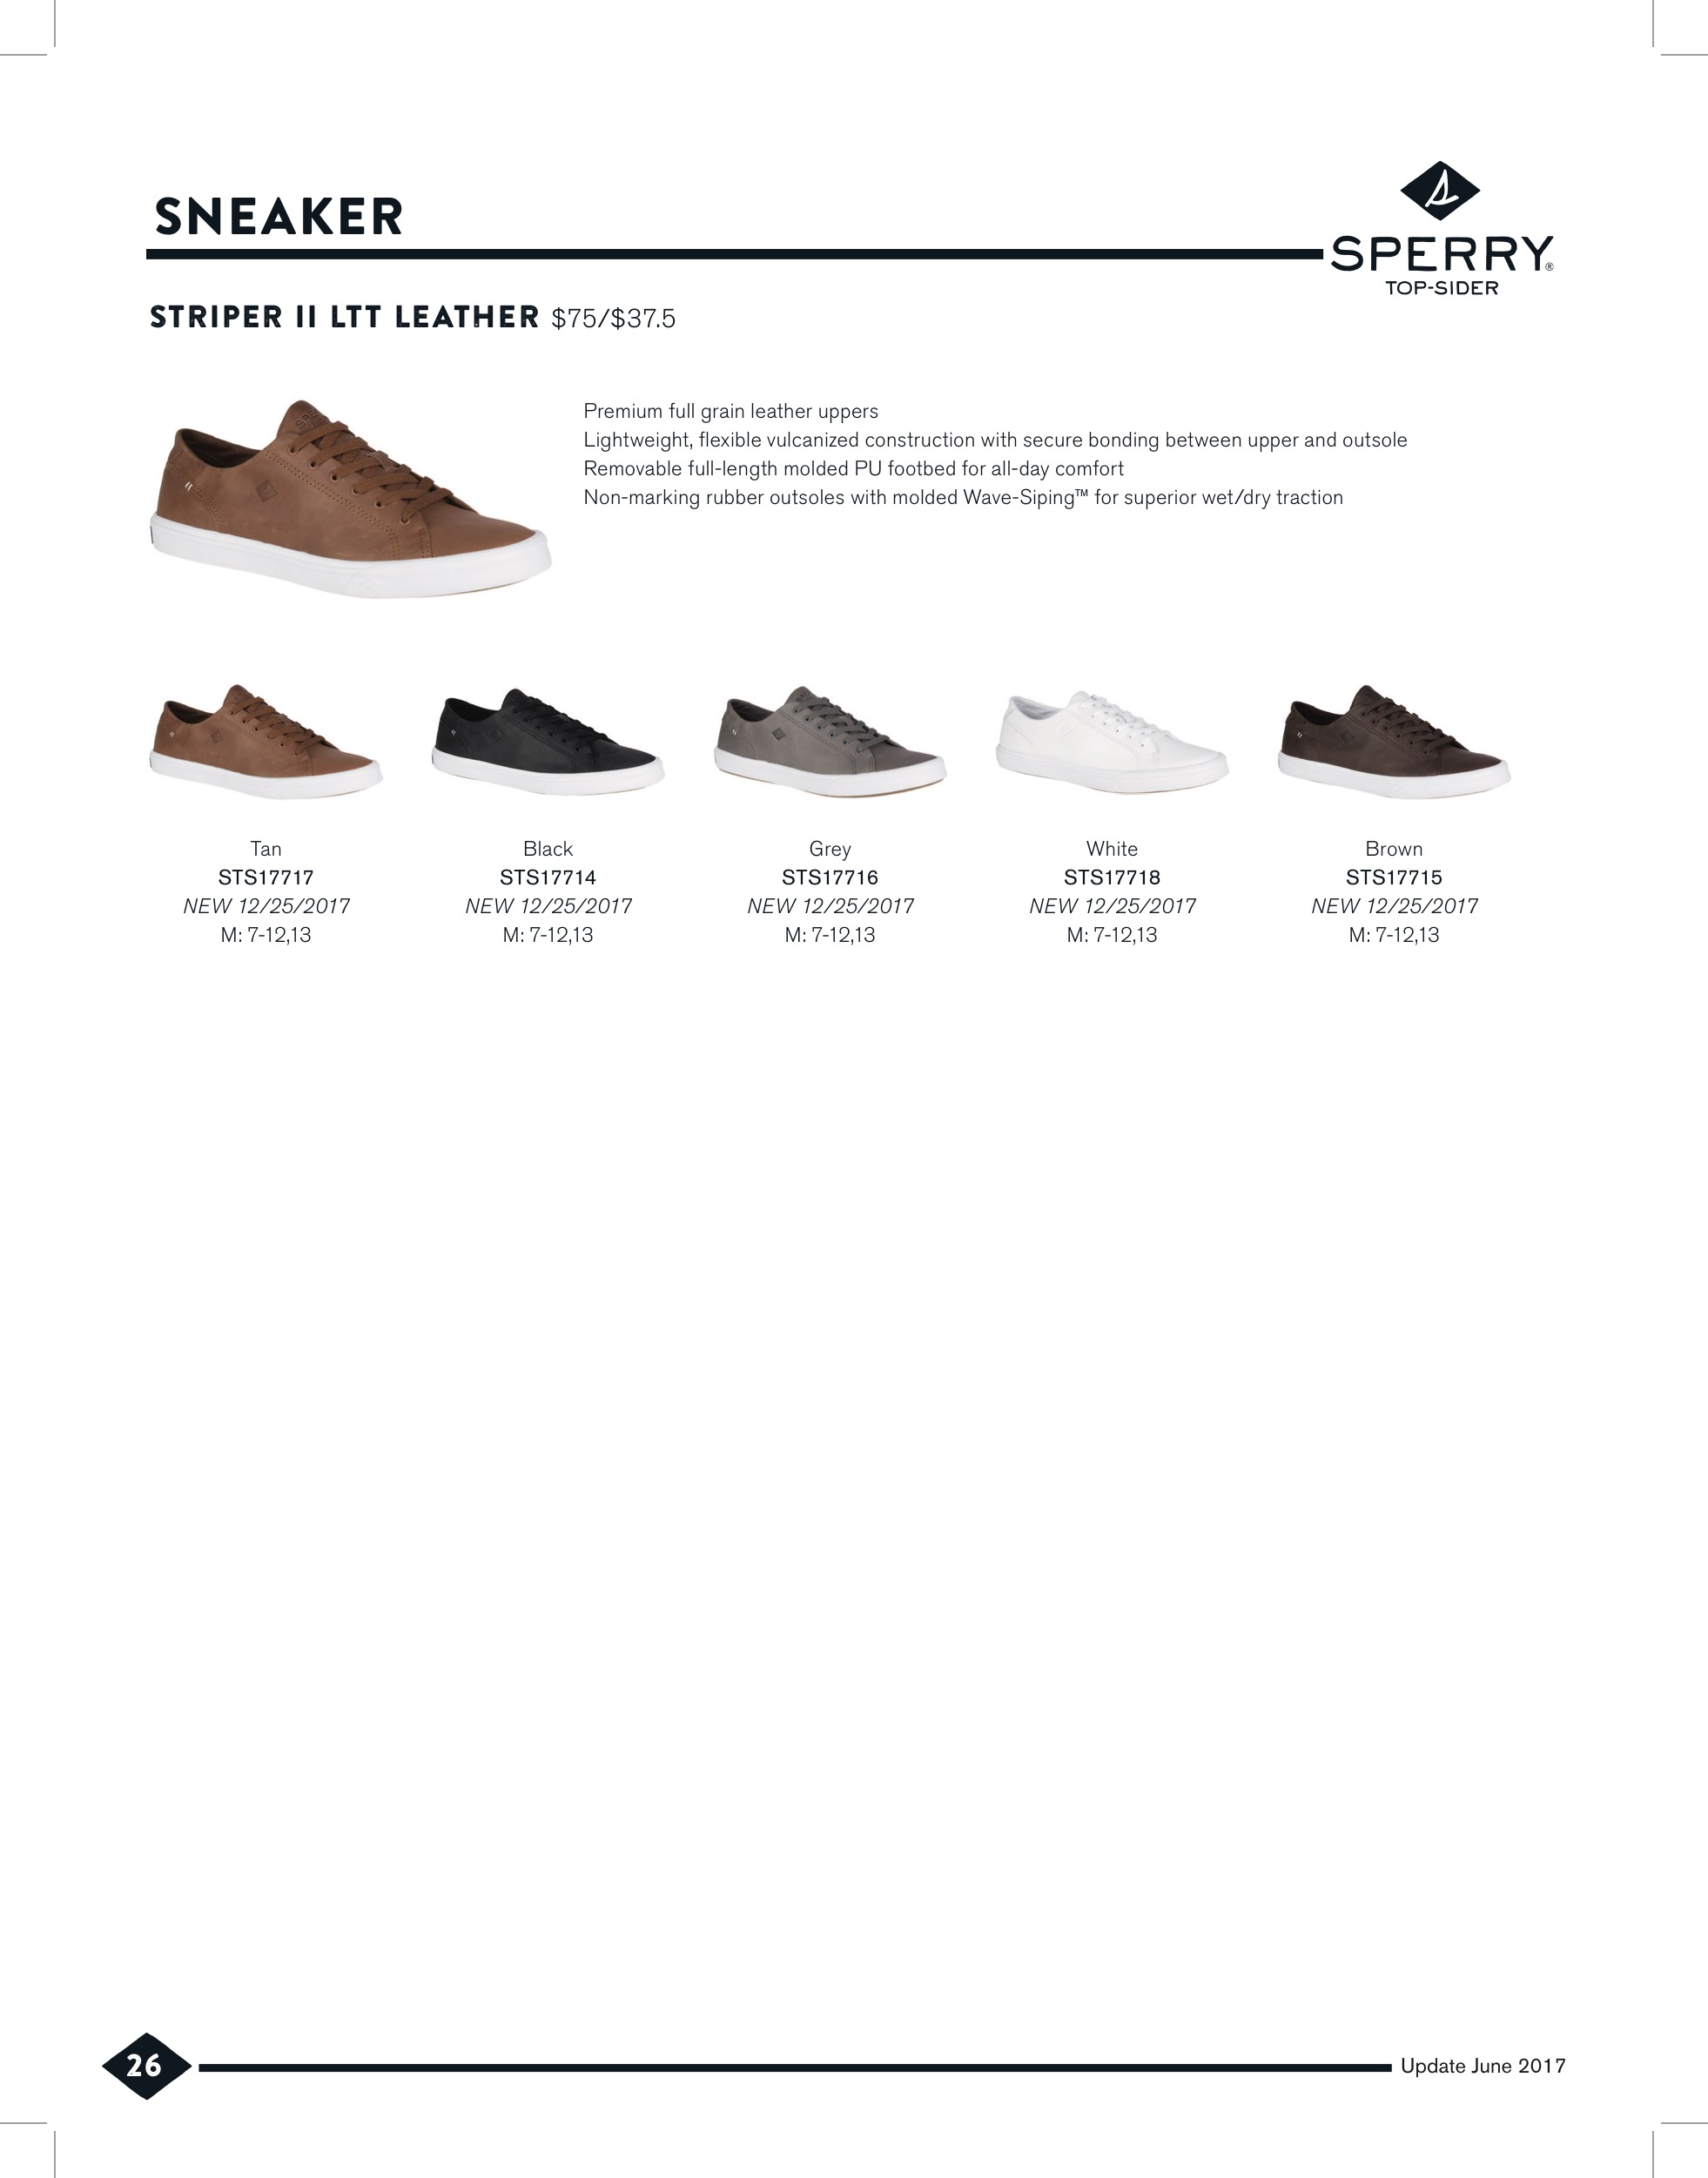 SNEAKER
SPERRY®
TOP-SIDER
STRIPER II LTT LEATHER $75/$37.5
Premium full grain leather uppers
Lightweight, flexible vulcanized construction with secure bonding between upper and outsole
Removable full-length molded PU footbed for all-day comfort
Non-marking rubber outsoles with molded Wave-Siping™ for superior wet/dry traction
Tan
STS17717
NEW 12/25/2017
M: 7-12,13
Black
STS17714
NEW 12/25/2017
M: 7-12,13
Grey
STS17716
NEW 12/25/2017
M: 7-12,13
White
STS17718
NEW 12/25/2017
M: 7-12,13
Brown
STS17715
NEW 12/25/2017
M: 7-12,13
26
Update June 2017